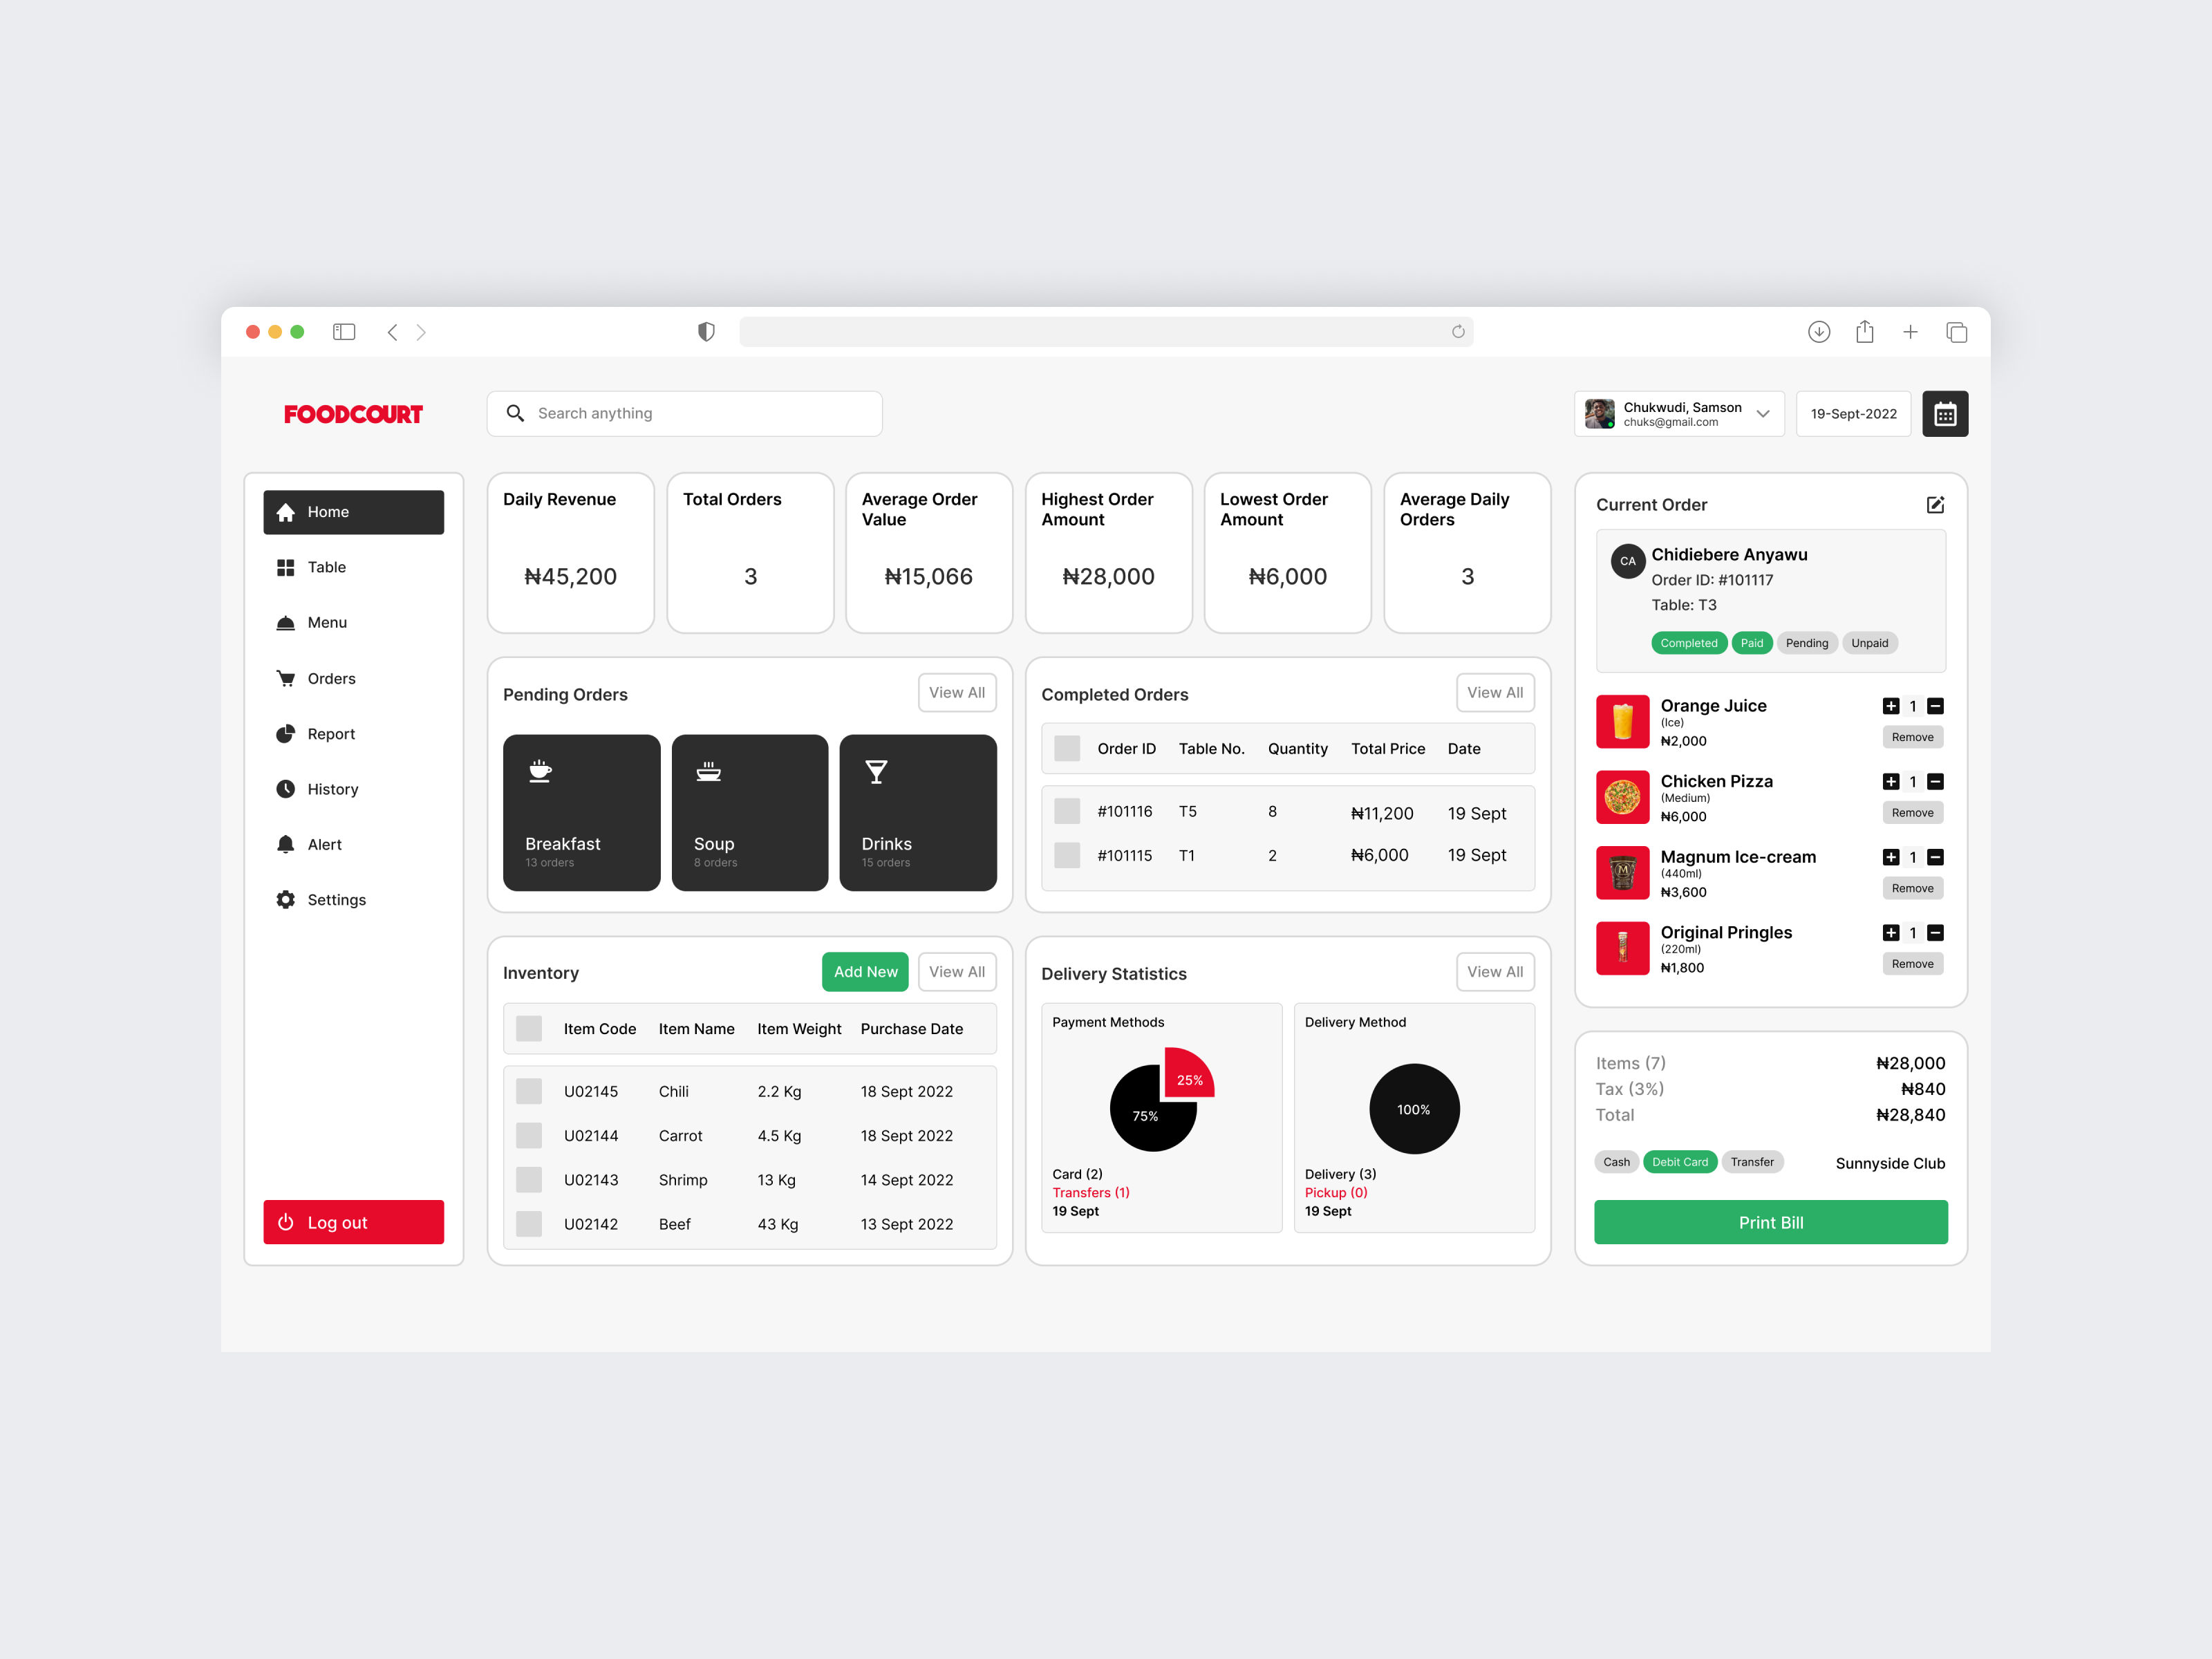 FOODCOURT
Search anything
Chukwudi, Samson
chuks@gmail.com
19-Sept-2022
Home
Table
Menu
Orders
Report
History
Alert
Settings
Log out
Daily Revenue
₦45,200
Total Orders
3
Average Order
Value
₦15,066
Highest Order
Amount
₦28,000
Lowest Order
Amount
₦6,000
Average Daily
Orders
3
Pending Orders
View All
Breakfast
13 orders
Soup
8 orders
Drinks
15 orders
Completed Orders
View All
Order ID Table No. Quantity Total Price Date
#101116 T5 8 ₦11,200 19 Sept
#101115 T1 2 ₦6,000 19 Sept
Inventory
Add New
View All
Item Code Item Name Item Weight Purchase Date
U02145 Chili 2.2 Kg 18 Sept 2022
U02144 Carrot 4.5 Kg 18 Sept 2022
U02143 Shrimp 13 Kg 14 Sept 2022
U02142 Beef 43 Kg 13 Sept 2022
Delivery Statistics
View All
Payment Methods
25%
75%
Card (2)
Transfers (1)
19 Sept
Delivery Method
100%
Delivery (3)
Pickup (0)
19 Sept
Current Order
CA
Chidiebere Anyawu
Order ID: #101117
Table: T3
Completed Paid Pending Unpaid
Orange Juice
(Ice)
₦2,000
1
Remove
Chicken Pizza
(Medium)
₦6,000
1
Remove
M
Magnum Ice-cream
(440ml)
₦3,600
1
Remove
Original Pringles
(220ml)
₦1,800
1
Remove
Items (7) ₦28,000
Tax (3%) ₦840
Total ₦28,840
Cash Debit Card Transfer
Sunnyside Club
Print Bill